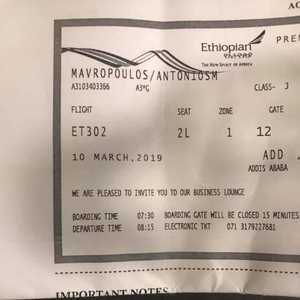 Ethiopian
የኢትዮጵያ
THE NEW SPIRIT OF AFRICA
MAVROPOULOS/ANTONIOSM
A3103403366 A3*G CLASS- J
FLIGHT SEAT ZONE GATE
ET302 2L 1 12
10 MARCH,2019 ADD
ADDIS ABABA
WE ARE PLEASED TO INVITE YOU TO OUR BUSINESS LOUNGE
BOARDING TIME 07:30 BOARDING GATE WILL BE CLOSED 15 MINUTES
DEPARTURE TIME 08:15 ELECTRONIC TKT 071 3179227681
IMPORTANT NOTES